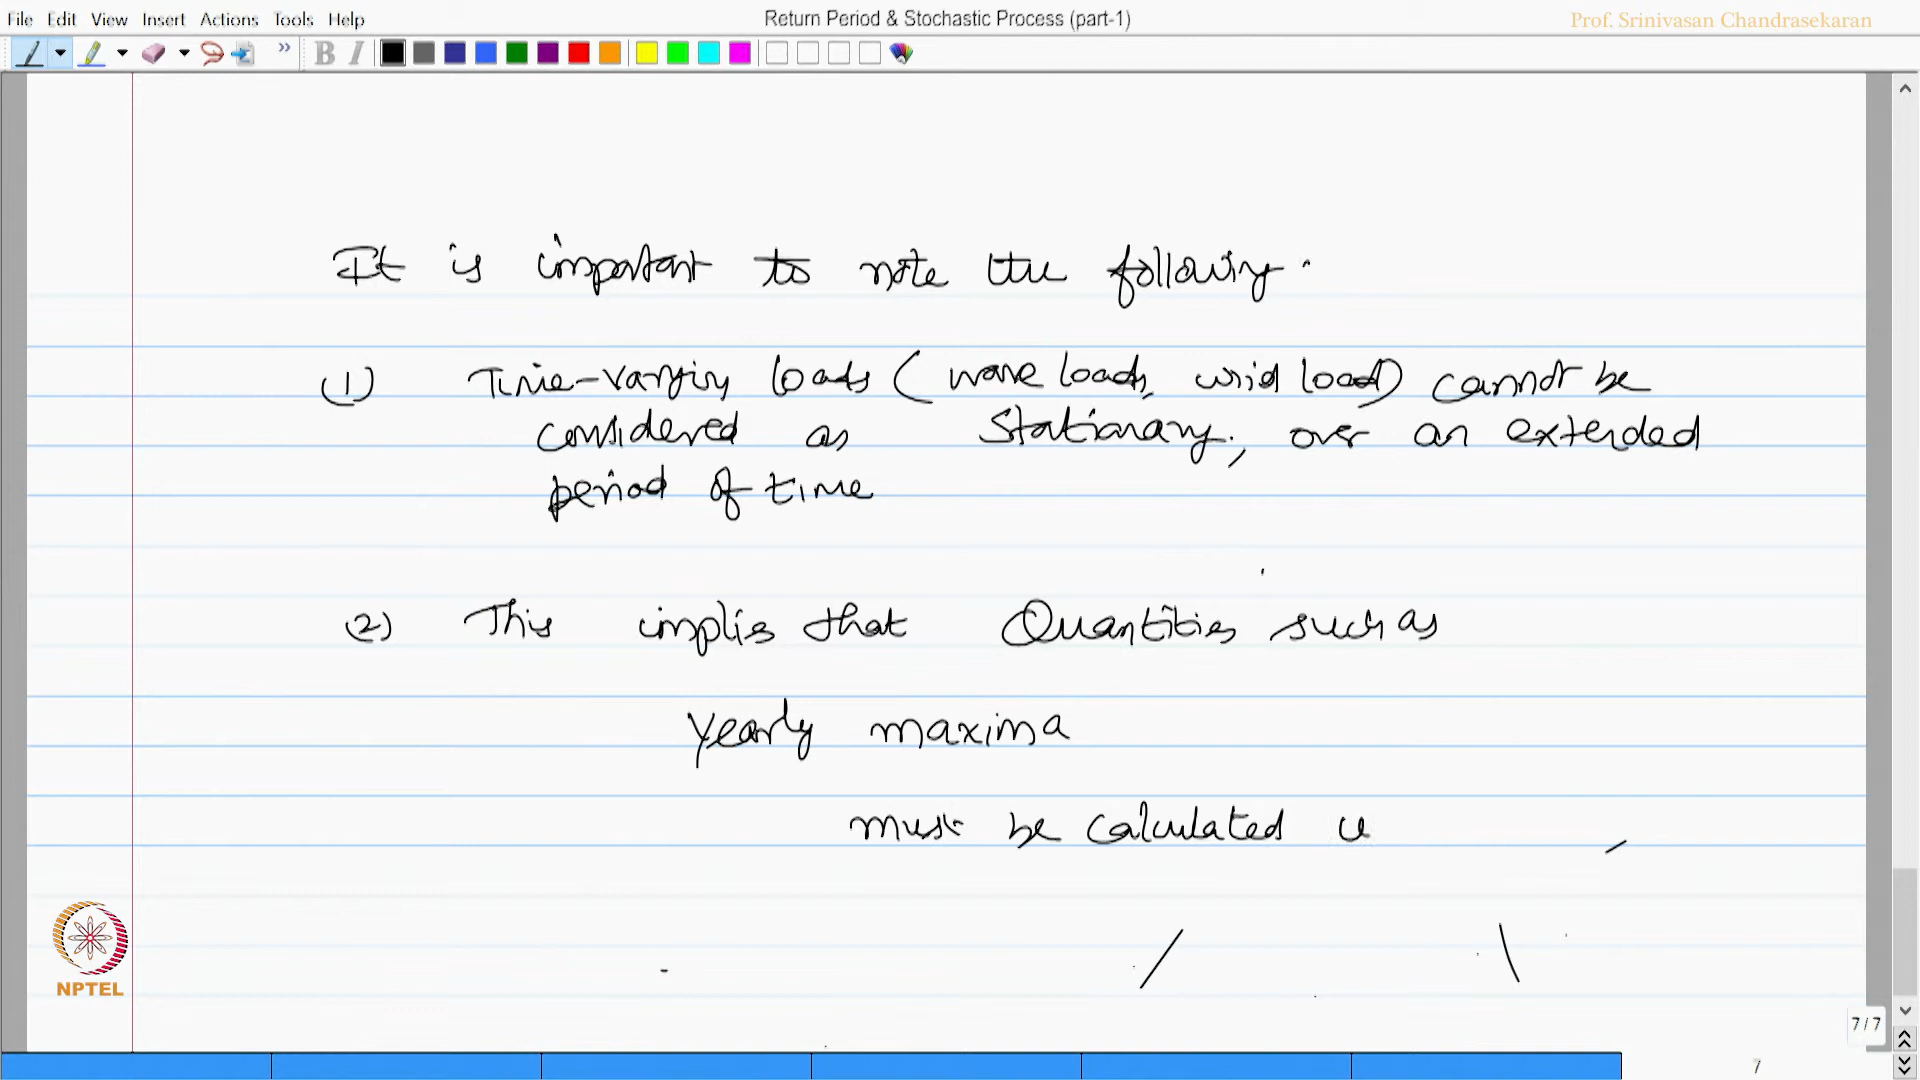 File Edit View Insert Actions Tools Help
Return Period & Stochastic Process (part-1)
Prof. Srinivasan Chandrasekaran
B I
It is important to note the following.
(1) Time-varying loads (wave loads, wind load) cannot be
considered as stationary, over an extended
period of time
(2) This implies that Quantities such as
yearly maxima
must be calculated u
NPTEL
7 / 7
7